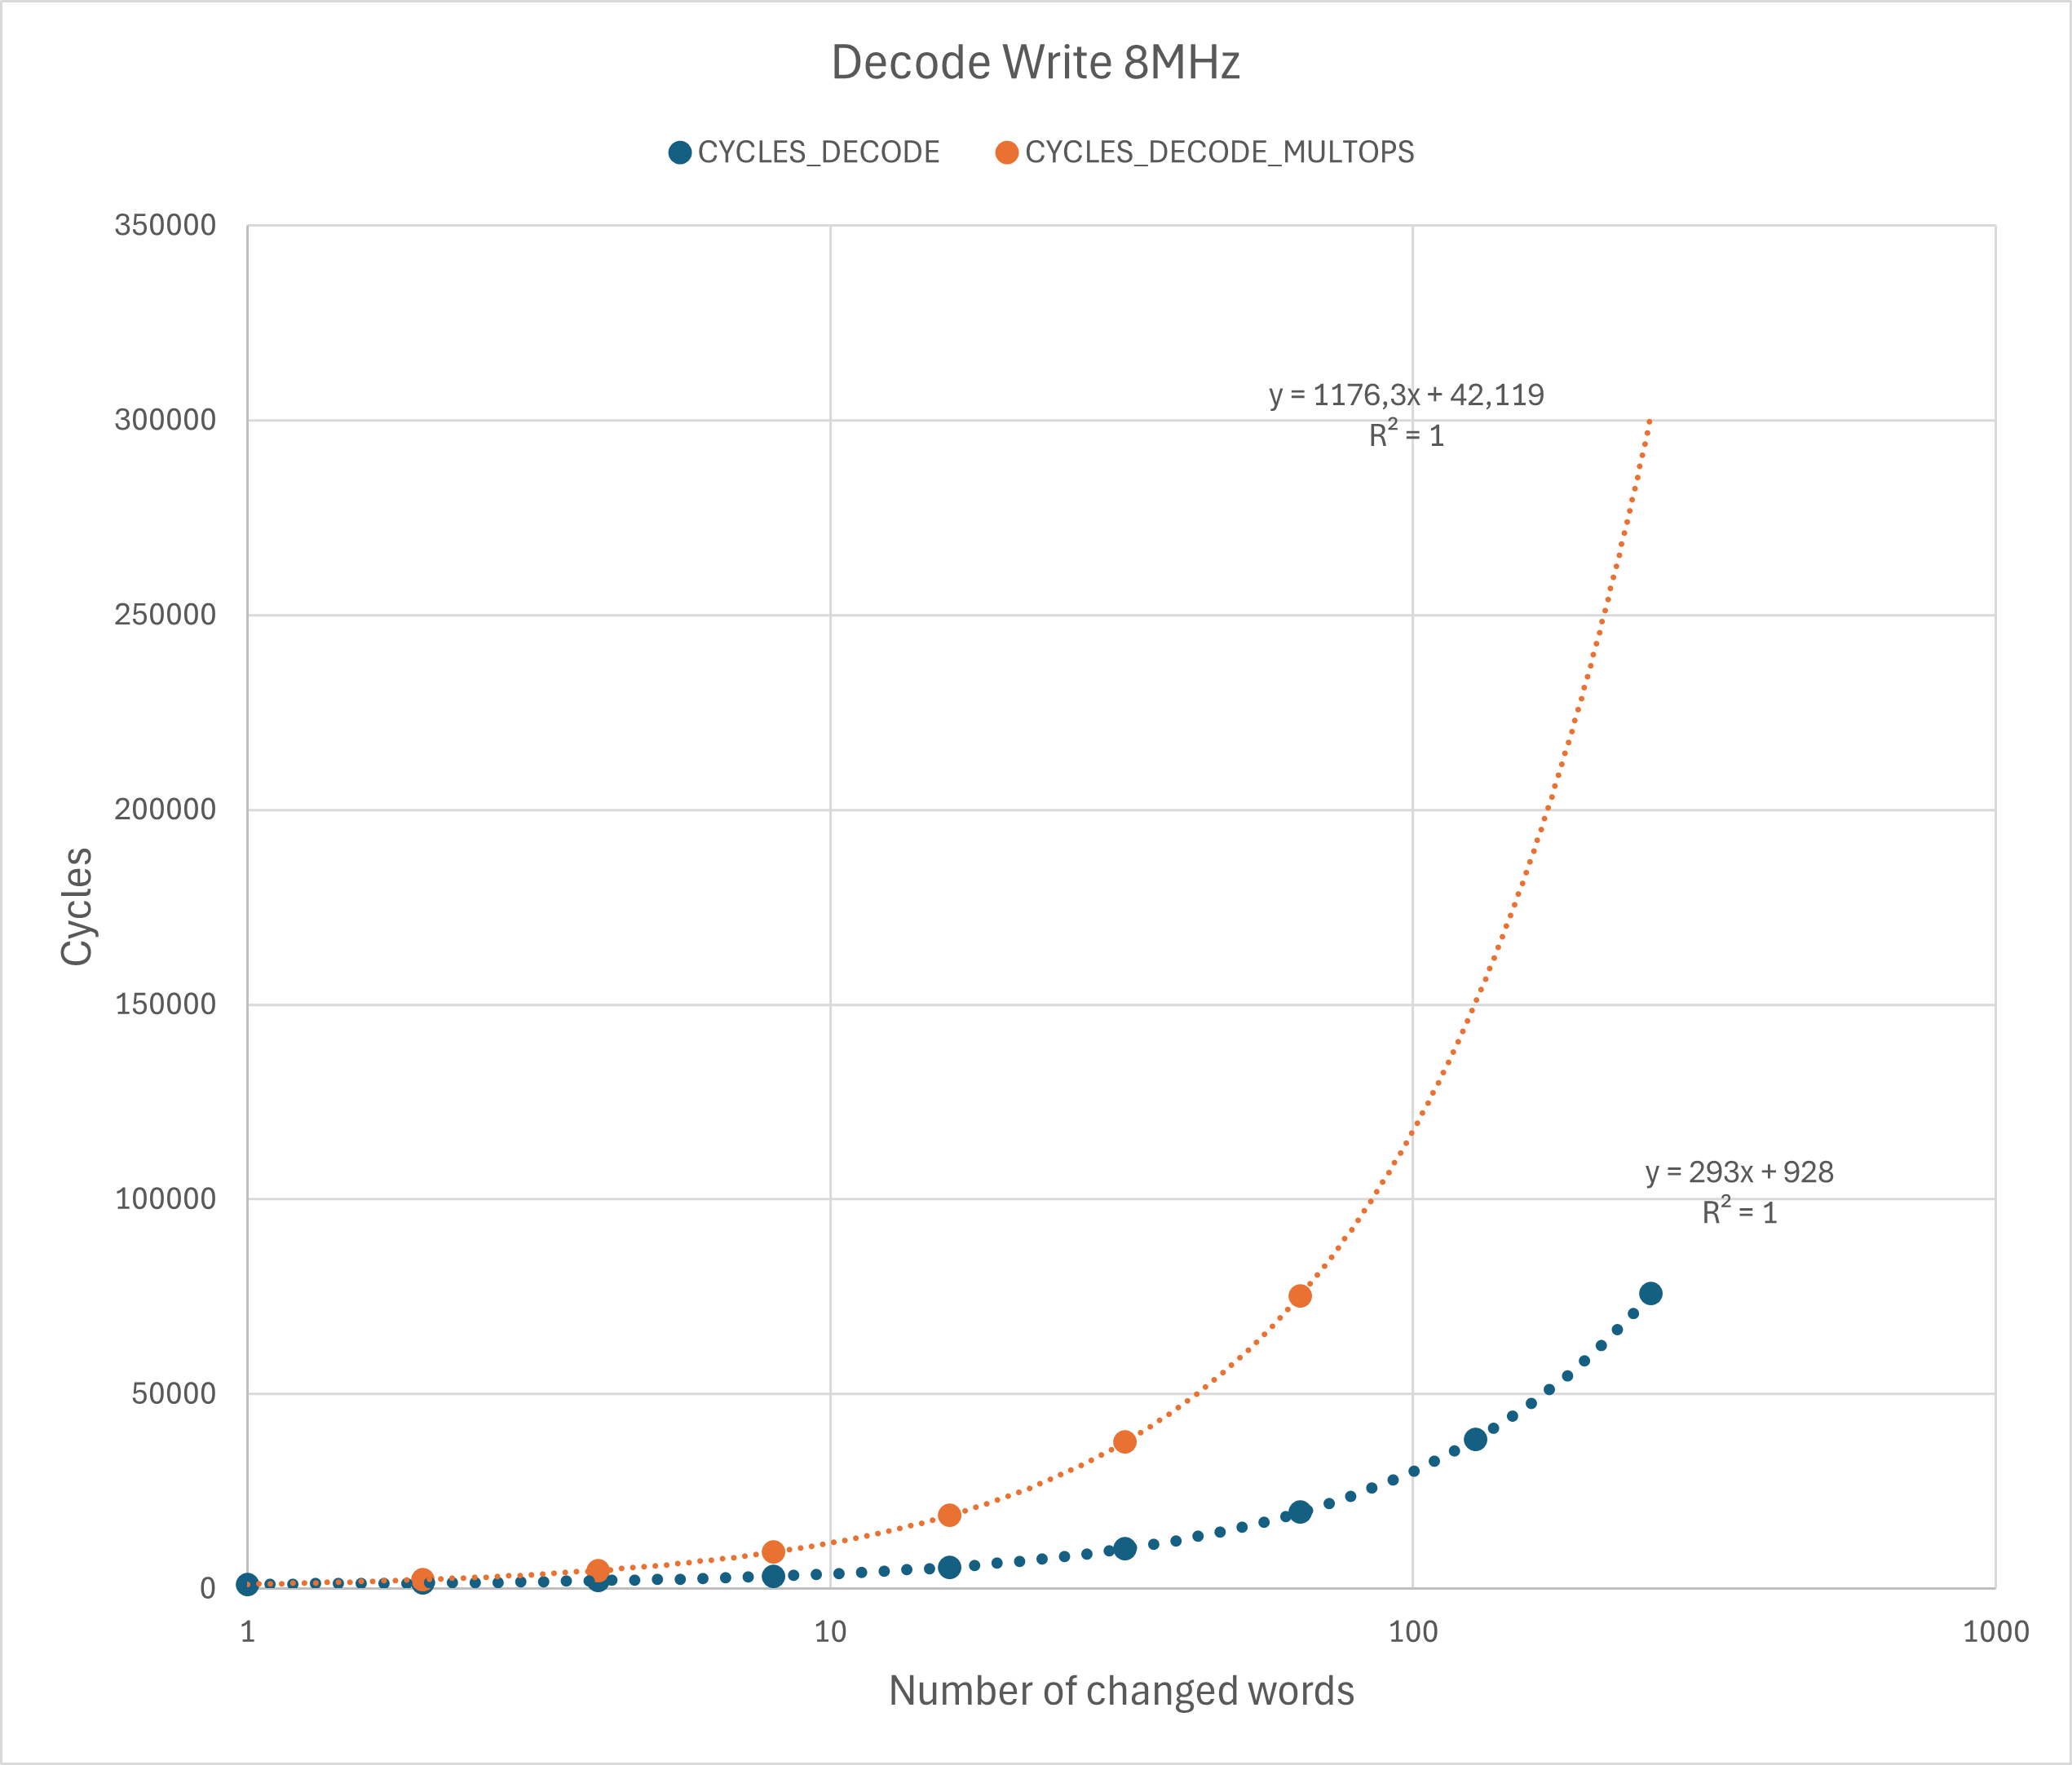 Decode Write 8MHz
CYCLES_DECODE
CYCLES_DECODE_MULTOPS
350000
300000
250000
200000
150000
100000
50000
0
Cycles
y = 1176,3x + 42,119
R² = 1
y = 293x + 928
R² = 1
1
10
100
1000
Number of changed words